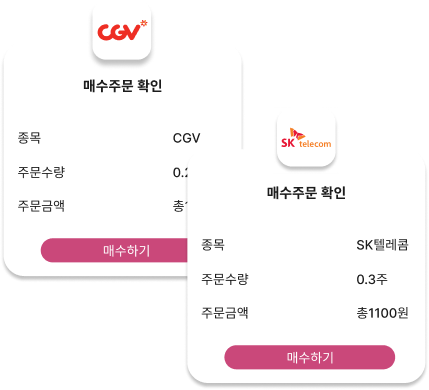 CGV
매수주문 확인
종목 CGV
주문수량 0.2
주문금액 총1
매수하기
SK telecom
매수주문 확인
종목 SK텔레콤
주문수량 0.3주
주문금액 총1100원
매수하기